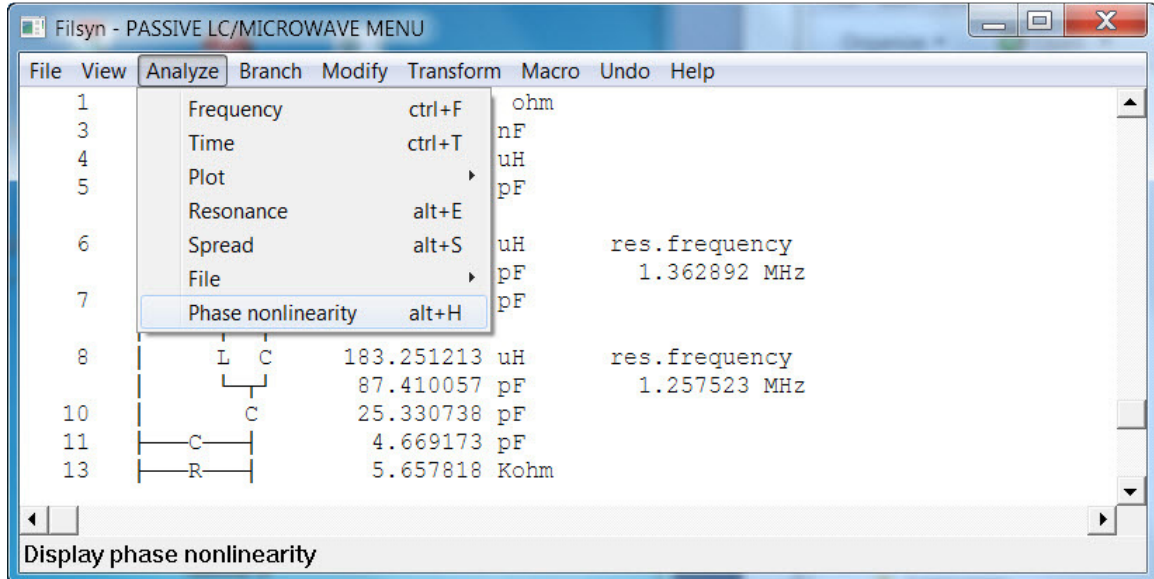 Filsyn - PASSIVE LC/MICROWAVE MENU
File View Analyze Branch Modify Transform Macro Undo Help
1 ohm
Frequency ctrl+F
3 nF
Time ctrl+T
4 uH
Plot
5 pF
Resonance alt+E
6 uH res.frequency
Spread alt+S
pF 1.362892 MHz
File
7 pF
Phase nonlinearity alt+H
8 L C 183.251213 uH res.frequency
87.410057 pF 1.257523 MHz
10 C 25.330738 pF
11 C 4.669173 pF
13 R 5.657818 Kohm
Display phase nonlinearity